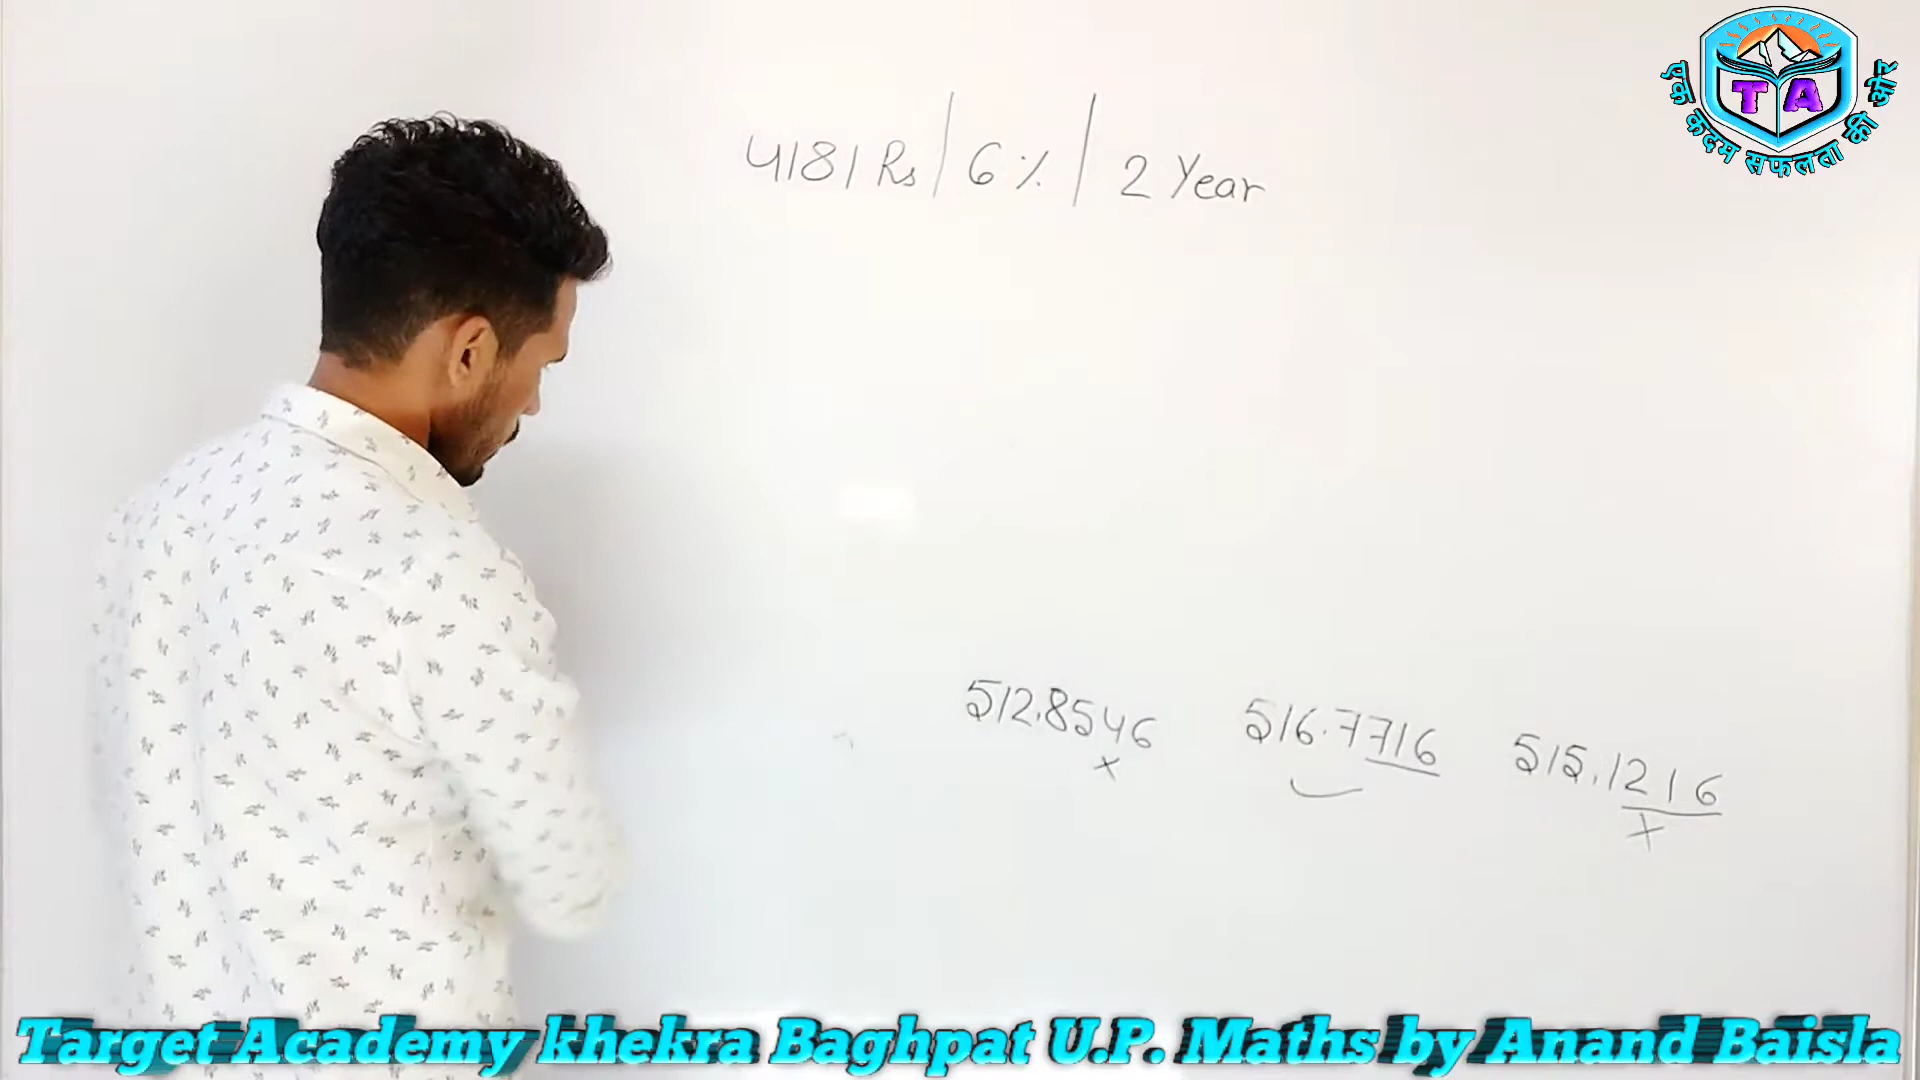 4181 Rs | 6 % | 2 Year
512.8546 516.7716 515.1216
x x
TA
एक कदम सफलता की ओर
Target Academy khekra Baghpat U.P. Maths by Anand Baisla